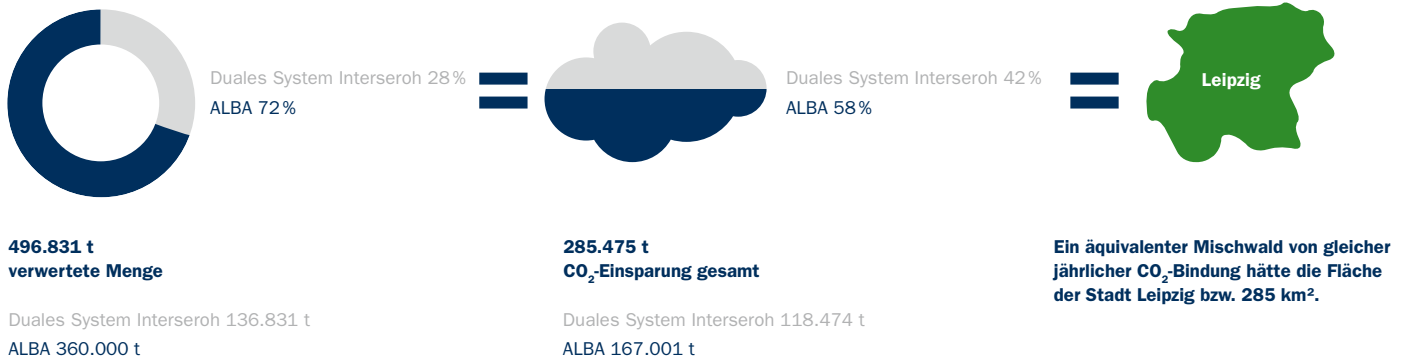 Duales System Interseroh 28 %
ALBA 72 %
Duales System Interseroh 42 %
ALBA 58 %
Leipzig
496.831 t
verwertete Menge
Duales System Interseroh 136.831 t
ALBA 360.000 t
285.475 t
CO₂-Einsparung gesamt
Duales System Interseroh 118.474 t
ALBA 167.001 t
Ein äquivalenter Mischwald von gleicher
jährlicher CO₂-Bindung hätte die Fläche
der Stadt Leipzig bzw. 285 km².